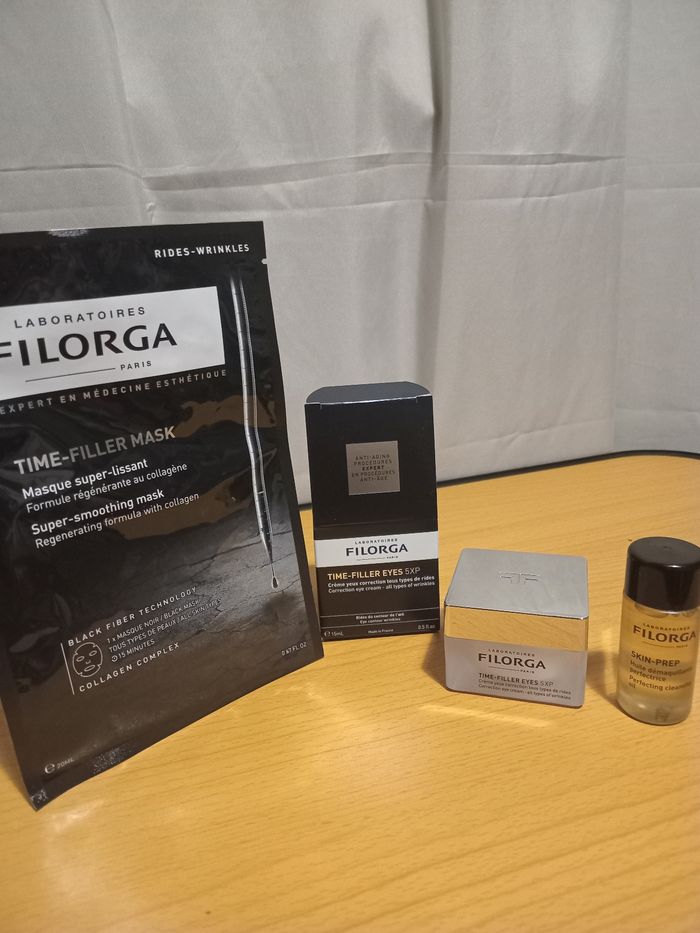 RIDES-WRINKLES
LABORATOIRES
FILORGA
PARIS
EXPERT EN MÉDECINE ESTHÉTIQUE
TIME-FILLER MASK
Masque super-lissant
Formule régénérante au collagène
Super-smoothing mask
Regenerating formula with collagen
BLACK FIBER TECHNOLOGY
1 x MASQUE NOIR / BLACK MASK
TOUS TYPES DE PEAU / ALL SKIN TYPES
15 MINUTES
COLLAGEN COMPLEX
℮ 20ML
0.67 FL. OZ
ANTI-AGING
PROCEDURES
EXPERT
EN PROCÉDURES
ANTI-ÂGE
LABORATOIRES
FILORGA
PARIS
TIME-FILLER EYES 5XP
Crème yeux correction tous types de rides
Correction eye cream - all types of wrinkles
Rides du contour de l'œil
Eye contour wrinkles
℮ 15mL
Made in France
0.5 fl. oz
LABORATOIRES
FILORGA
PARIS
TIME-FILLER EYES 5XP
Crème yeux correction tous types de rides
Correction eye cream - all types of wrinkles
LABORATOIRES
FILORGA
PARIS
SKIN-PREP
Huile démaquillante
Perfectrice
Perfecting cleansing
oil